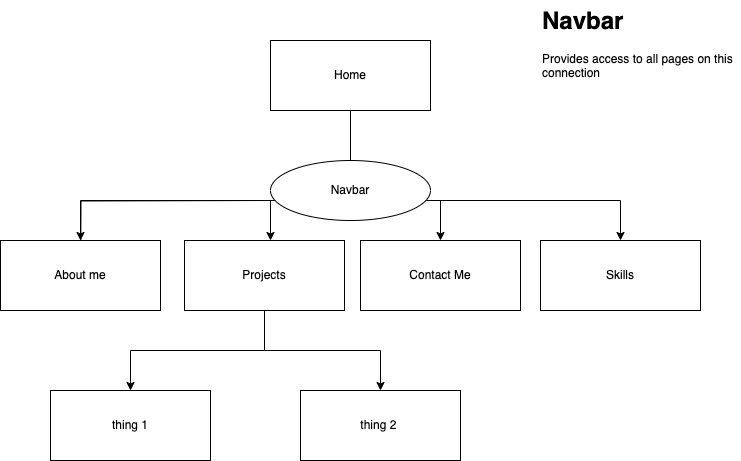 Navbar
Provides access to all pages on this
connection
Home
Navbar
About me
Projects
Contact Me
Skills
thing 1
thing 2